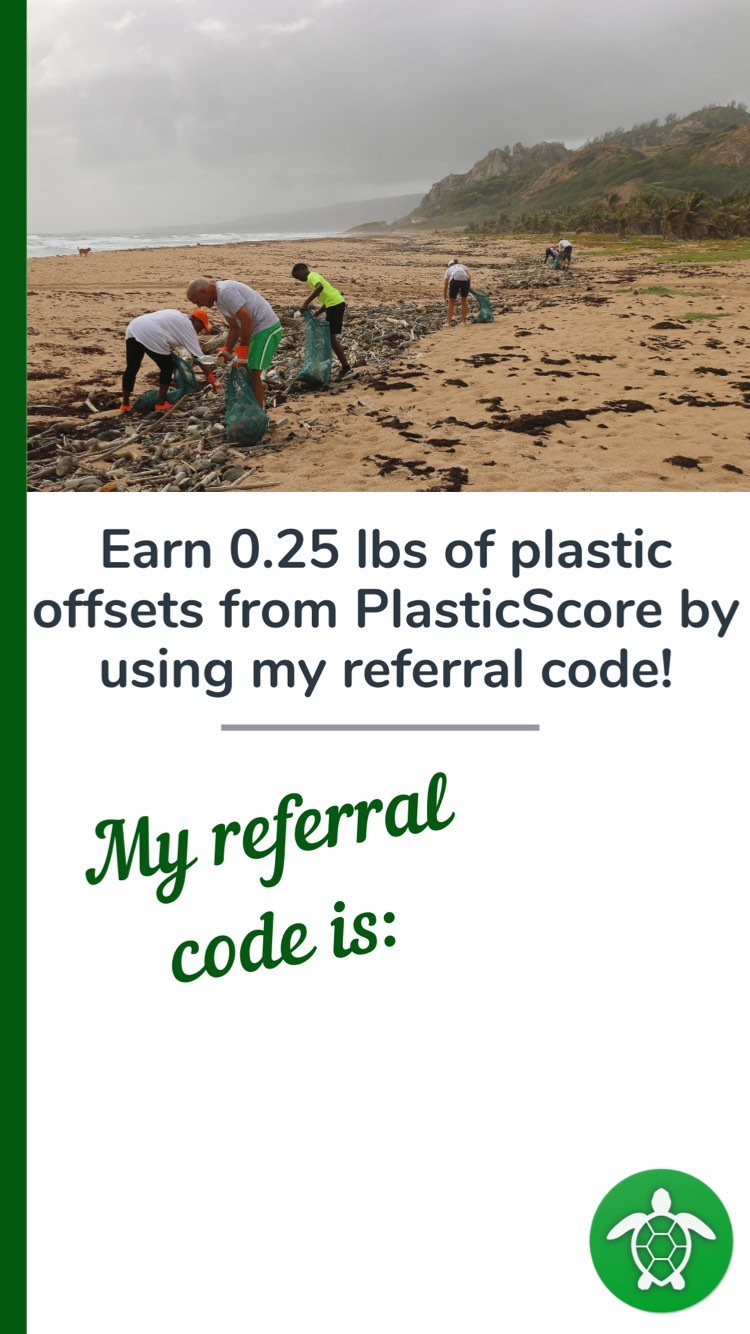 Earn 0.25 lbs of plastic
offsets from PlasticScore by
using my referral code!
My referral
code is: